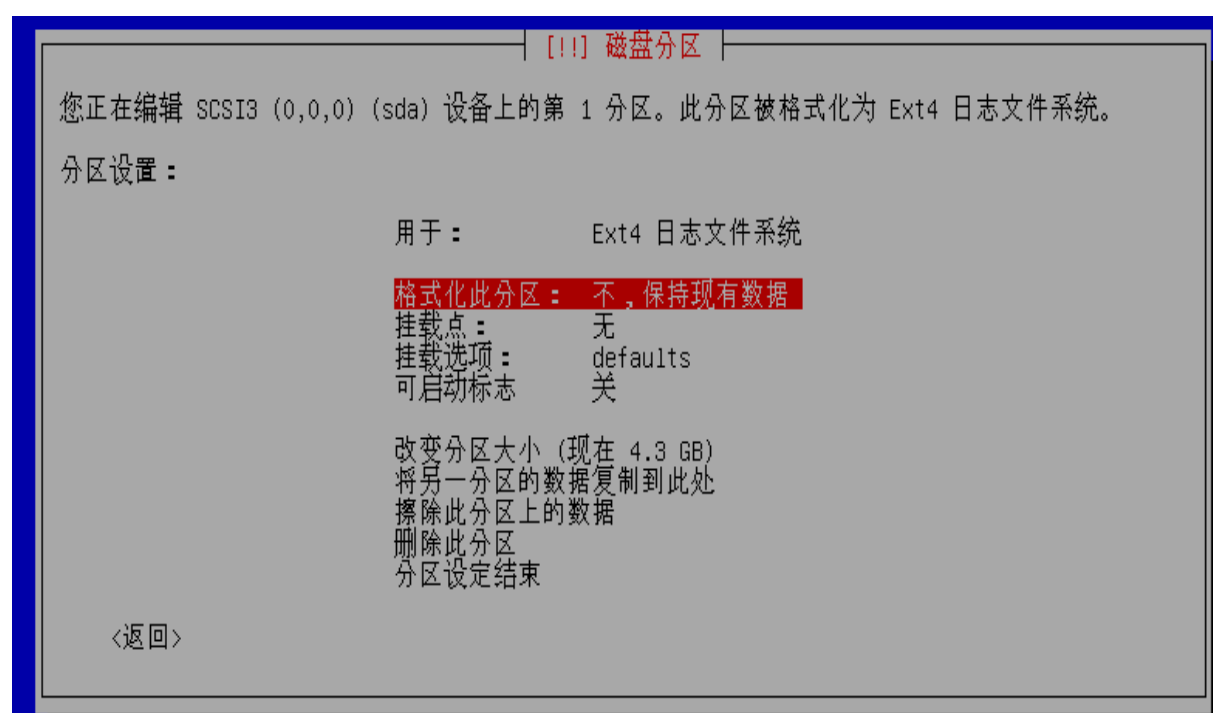 [!!] 磁盘分区
您正在编辑 SCSI3 (0,0,0) (sda) 设备上的第 1 分区。此分区被格式化为 Ext4 日志文件系统。
分区设置：
用于： Ext4 日志文件系统
格式化此分区： 不，保持现有数据
挂载点： 无
挂载选项： defaults
可启动标志 关
改变分区大小 (现在 4.3 GB)
将另一分区的数据复制到此处
擦除此分区上的数据
删除此分区
分区设定结束
<返回>